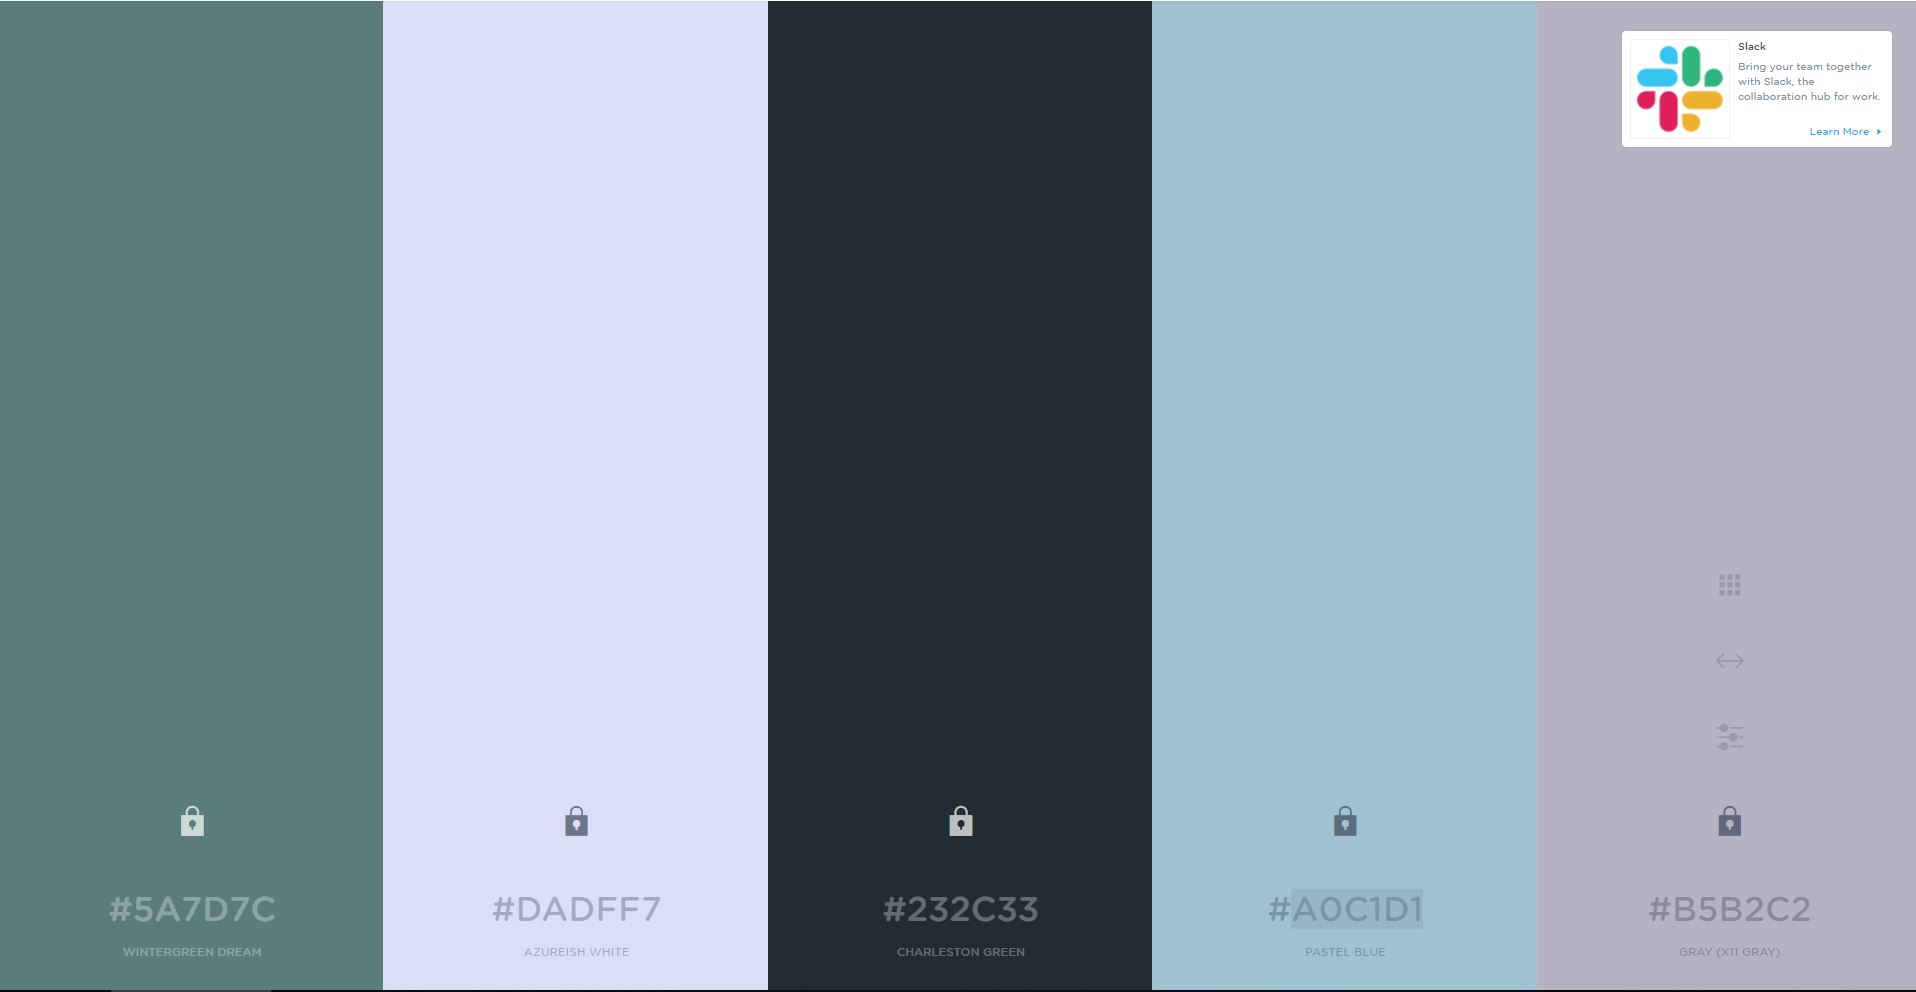 Slack
Bring your team together
with Slack, the
collaboration hub for work.
Learn More
#5A7D7C
WINTERGREEN DREAM
#DADFF7
AZUREISH WHITE
#232C33
CHARLESTON GREEN
#A0C1D1
PASTEL BLUE
#B5B2C2
GRAY (X11 GRAY)